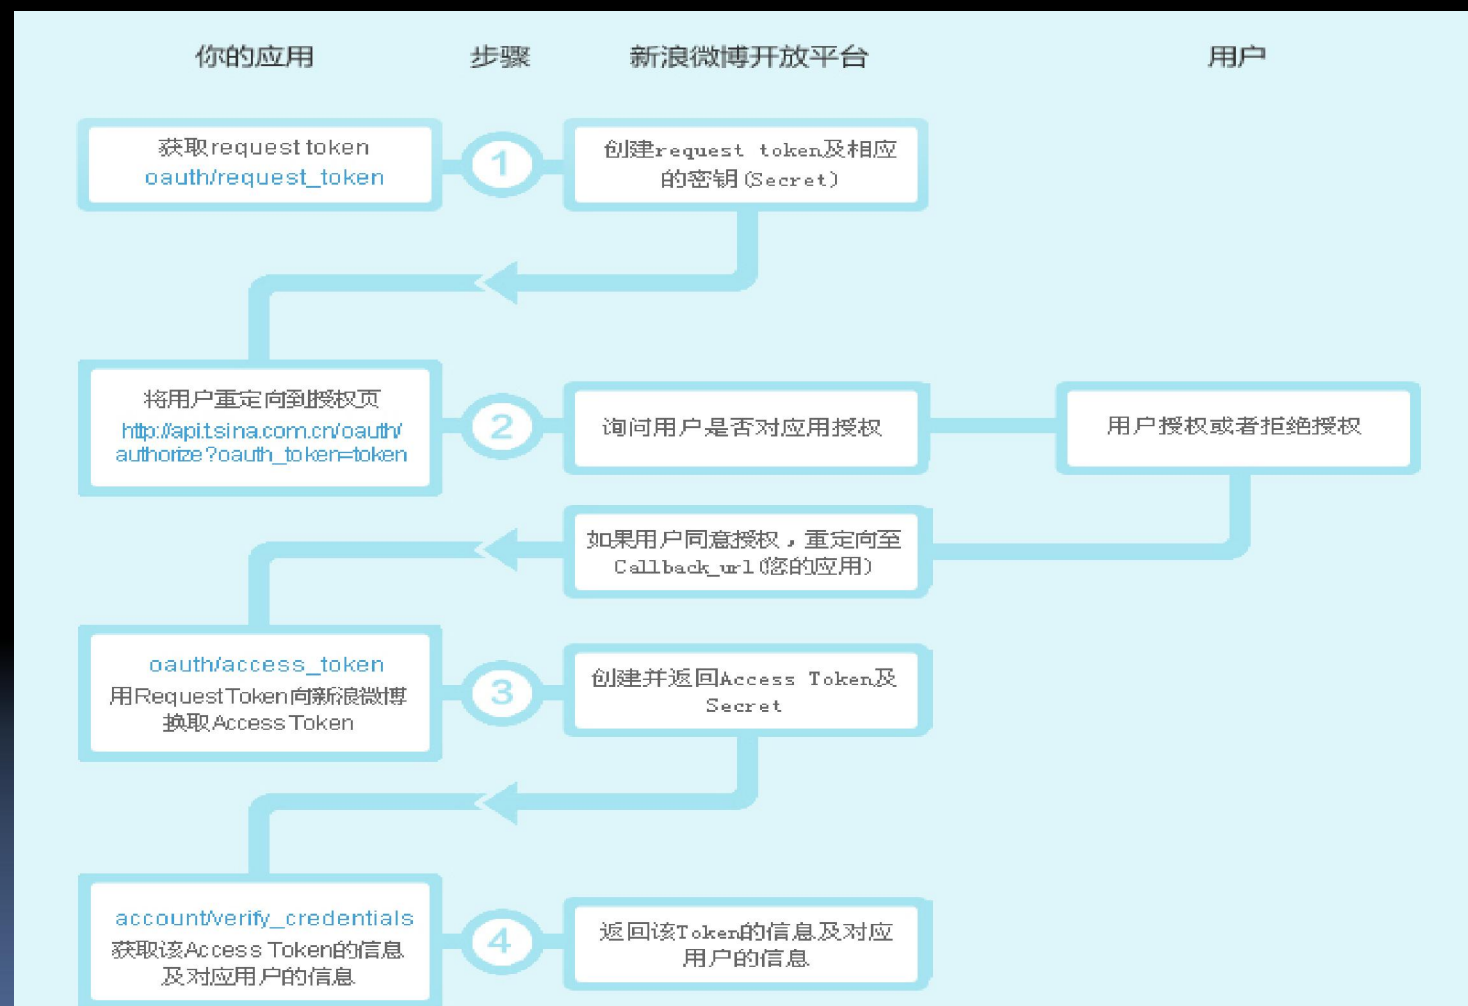 你的应用
步骤
新浪微博开放平台
用户
获取request token
oauth/request_token
1
创建request token及相应
的密钥(Secret)
将用户重定向到授权页
http://api.t.sina.com.cn/oauth/
authorize?oauth_token=token
2
询问用户是否对应用授权
用户授权或者拒绝授权
如果用户同意授权，重定向至
Callback_url(您的应用)
oauth/access_token
用Request Token向新浪微博
换取Access Token
3
创建并返回Access Token及
Secret
account/verify_credentials
获取该Access Token的信息
及对应用户的信息
4
返回该Token的信息及对应
用户的信息